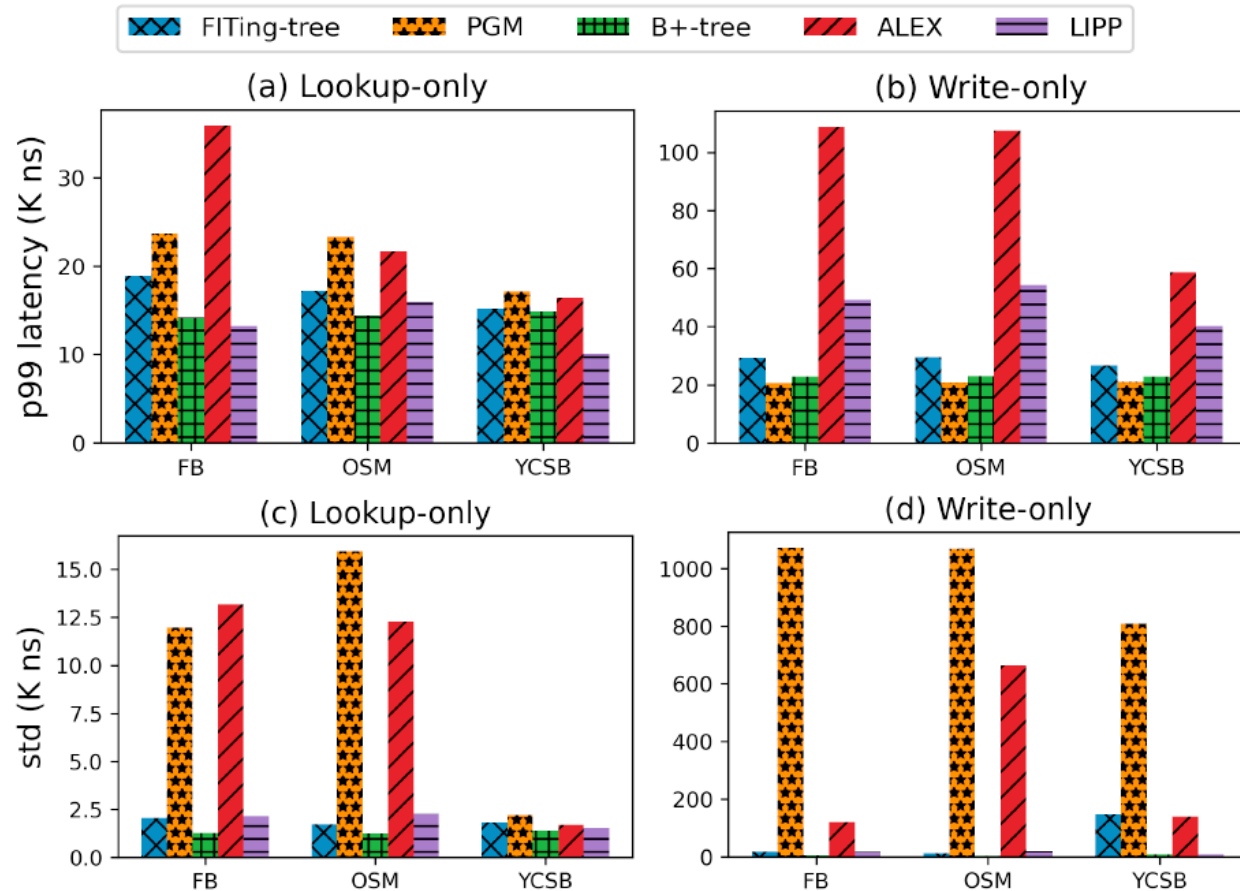 FITing-tree PGM B+-tree ALEX LIPP
(a) Lookup-only
p99 latency (K ns)
30
20
10
0
FB OSM YCSB
(b) Write-only
100
80
60
40
20
0
FB OSM YCSB
(c) Lookup-only
std (K ns)
15.0
12.5
10.0
7.5
5.0
2.5
0.0
FB OSM YCSB
(d) Write-only
1000
800
600
400
200
0
FB OSM YCSB